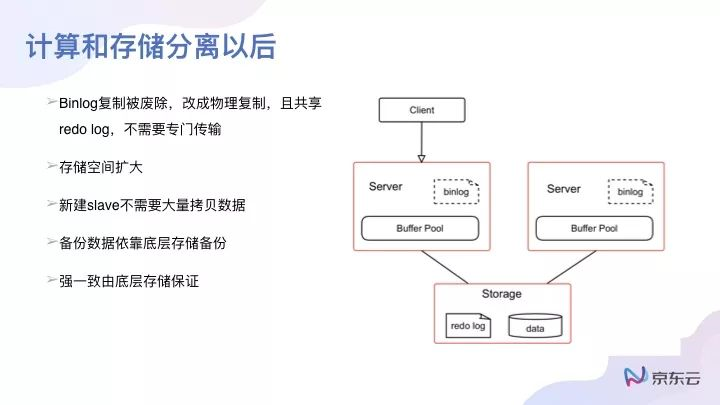 计算和存储分离以后
➢Binlog复制被废除，改成物理复制，且共享
redo log，不需要专门传输
➢存储空间扩大
➢新建slave不需要大量拷贝数据
➢备份数据依靠底层存储备份
➢强一致由底层存储保证
Client
Server
binlog
Buffer Pool
Server
binlog
Buffer Pool
Storage
redo log
data
京东云